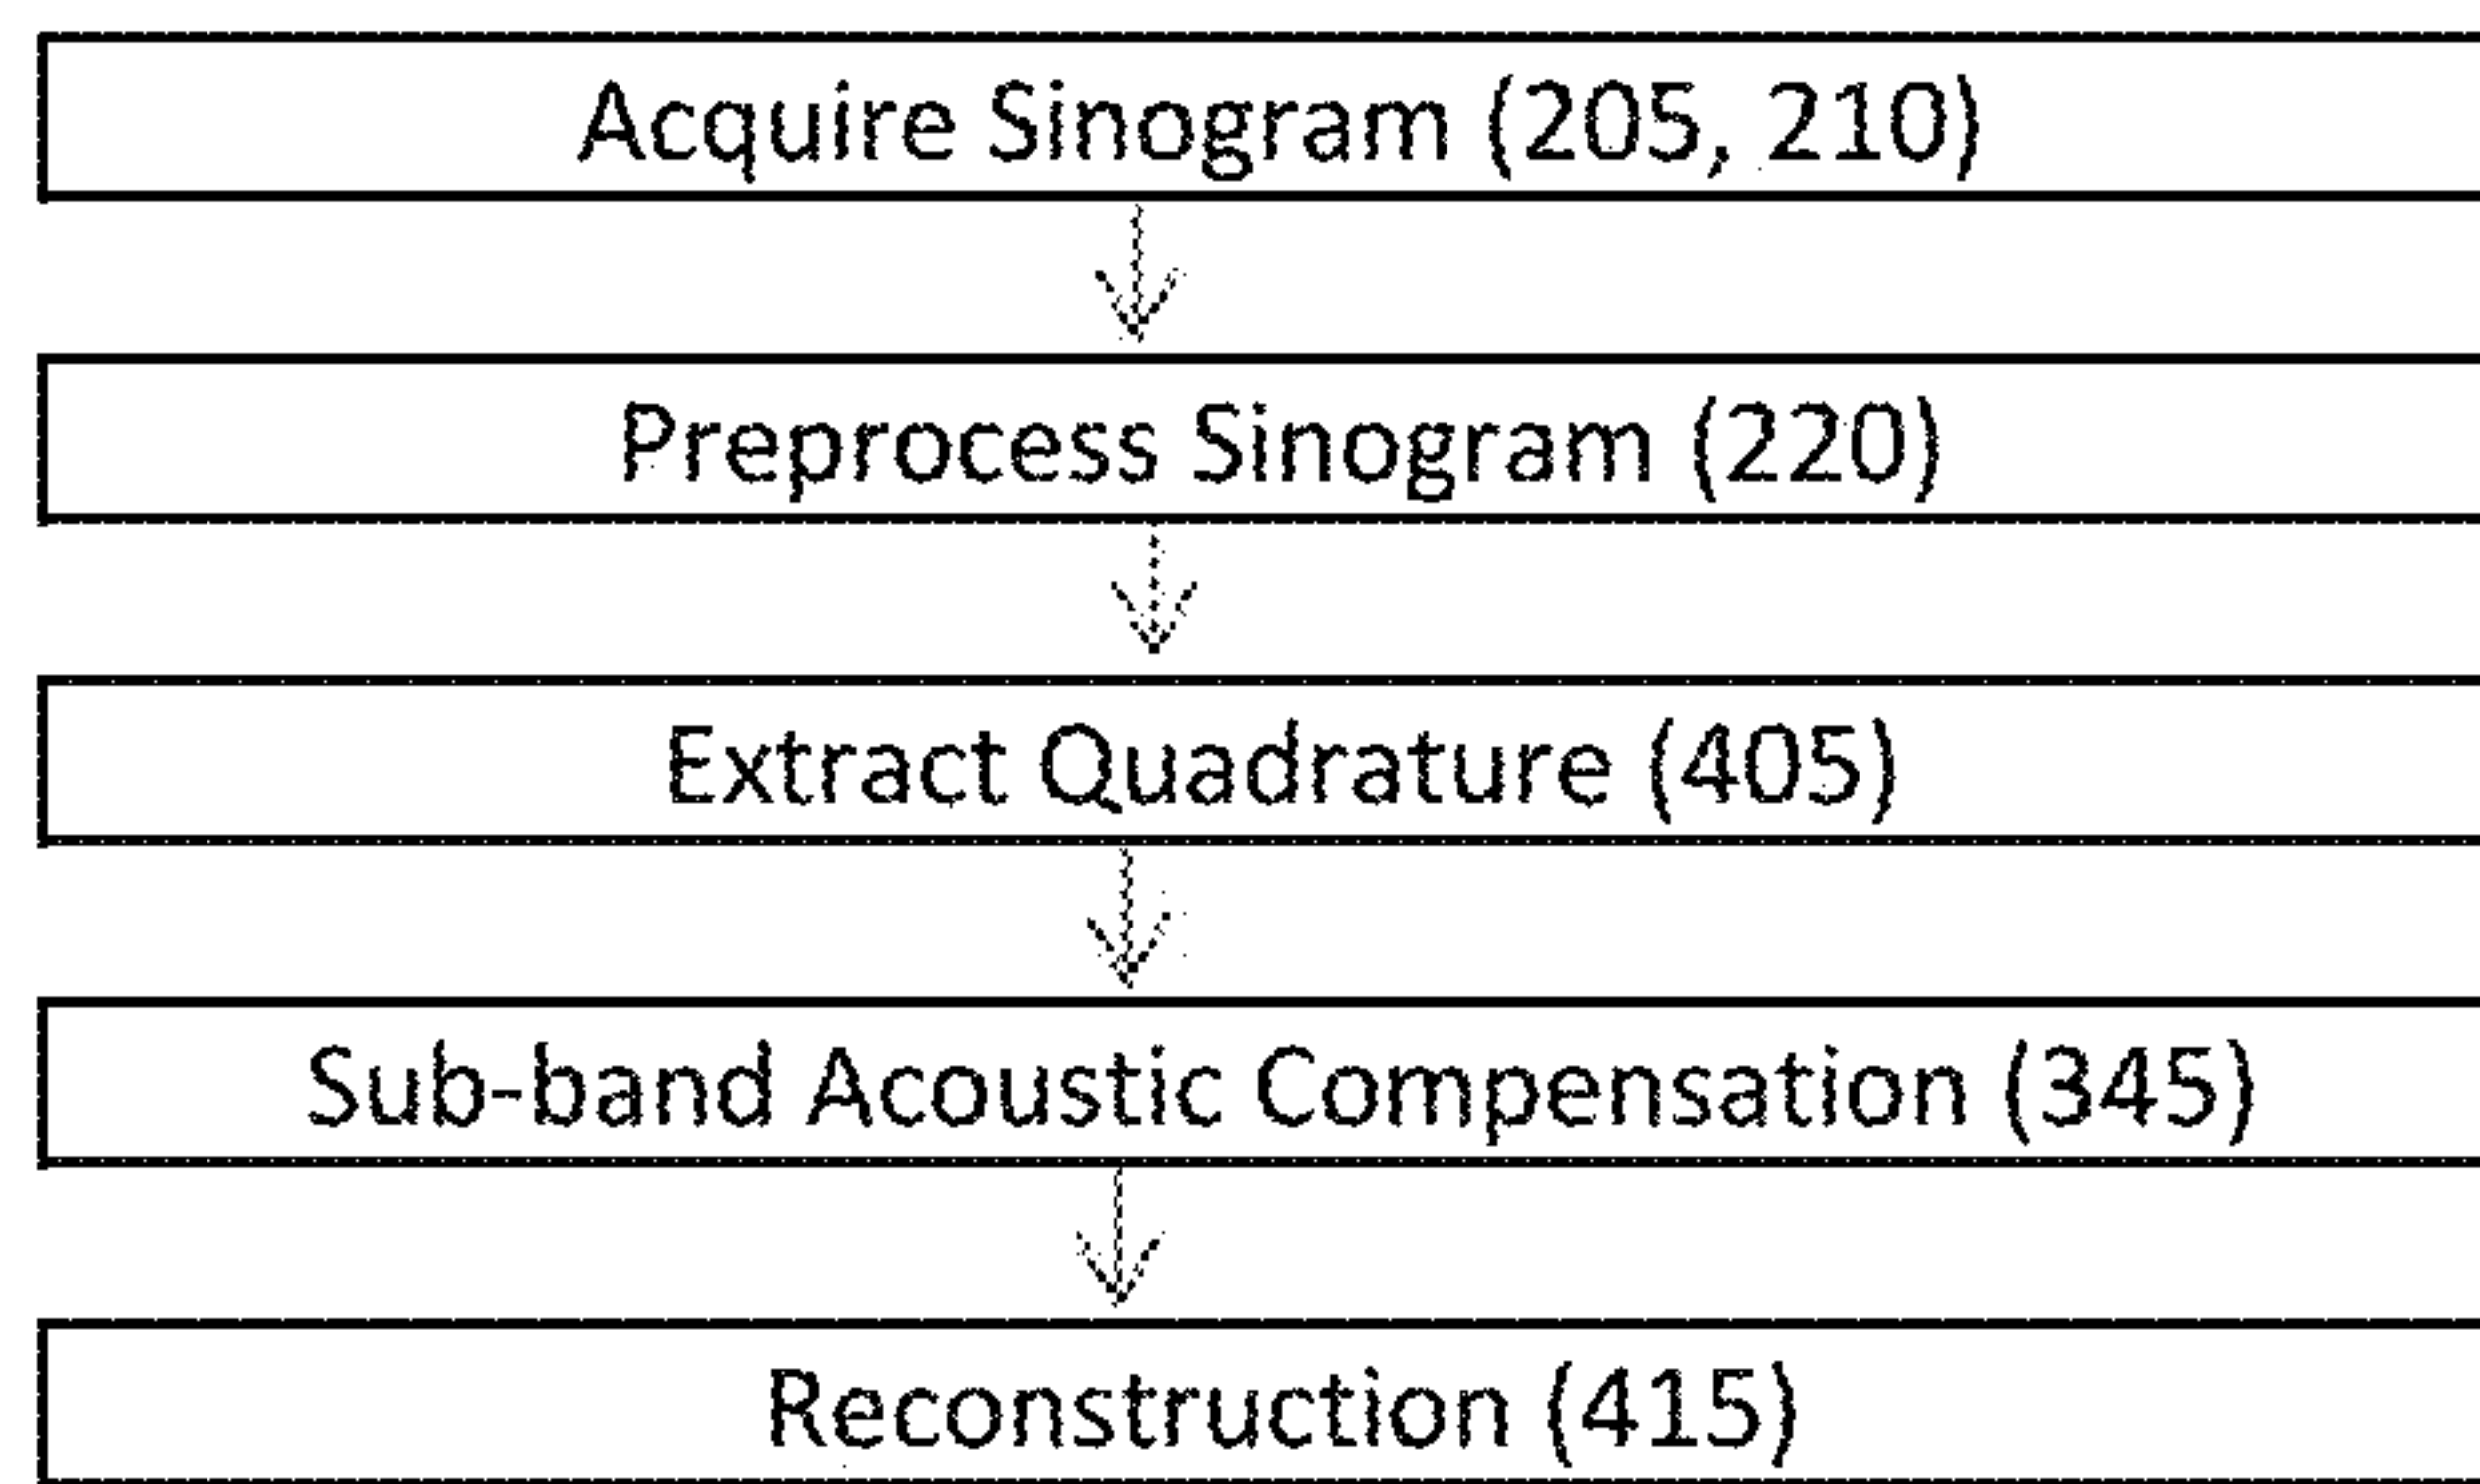 Acquire Sinogram (205, 210)
Preprocess Sinogram (220)
Extract Quadrature (405)
Sub-band Acoustic Compensation (345)
Reconstruction (415)